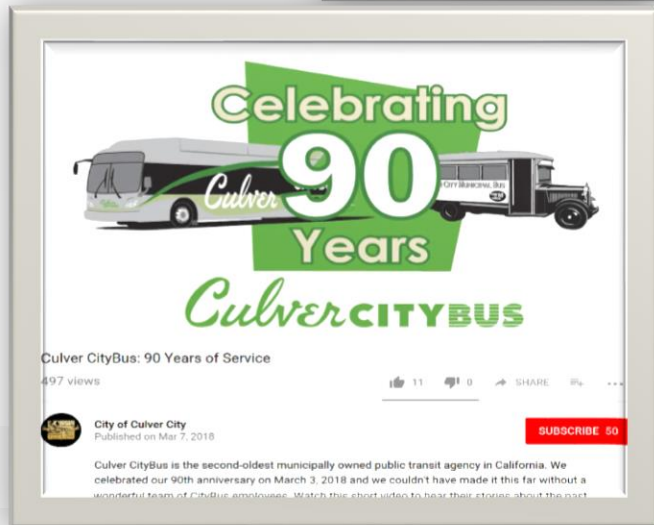 Celebrating
90
Years
Culver
City Municipal Bus
CulverCITYBUS
Culver CityBus: 90 Years of Service
497 views
11
0
SHARE
City of Culver City
Published on Mar 7, 2018
SUBSCRIBE 50
Culver CityBus is the second-oldest municipally owned public transit agency in California. We
celebrated our 90th anniversary on March 3, 2018 and we couldn't have made it this far without a
wonderful team of CityBus employees. Watch this short video to hear their stories about the past